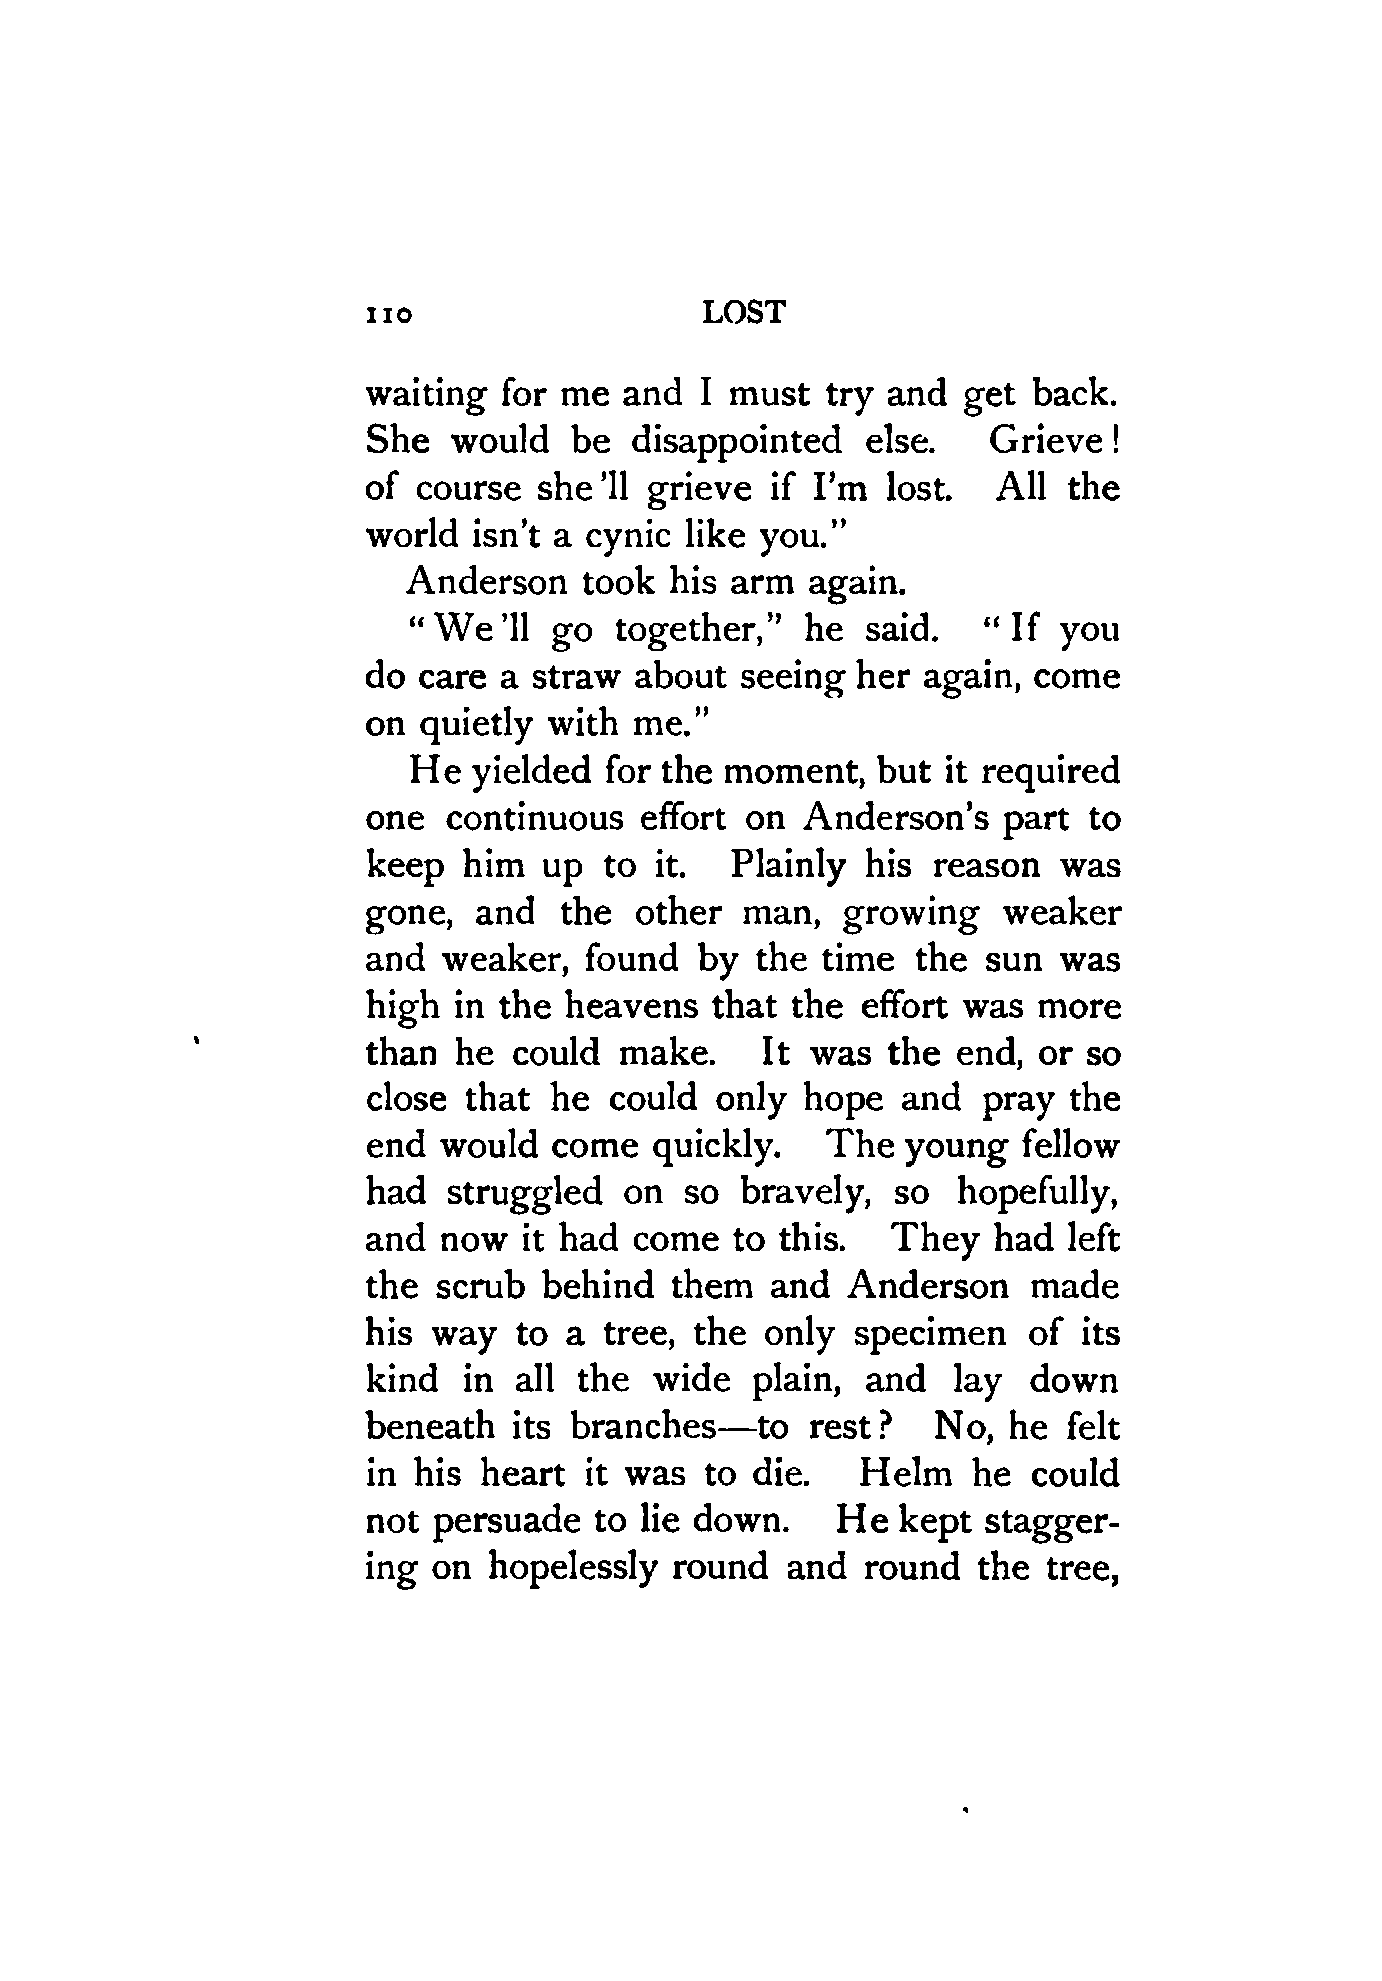 110 LOST
waiting for me and I must try and get back.
She would be disappointed else. Grieve!
of course she'll grieve if I'm lost. All the
world isn't a cynic like you."
Anderson took his arm again.
"We'll go together," he said. "If you
do care a straw about seeing her again, come
on quietly with me."
He yielded for the moment, but it required
one continuous effort on Anderson's part to
keep him up to it. Plainly his reason was
gone, and the other man, growing weaker
and weaker, found by the time the sun was
high in the heavens that the effort was more
than he could make. It was the end, or so
close that he could only hope and pray the
end would come quickly. The young fellow
had struggled on so bravely, so hopefully,
and now it had come to this. They had left
the scrub behind them and Anderson made
his way to a tree, the only specimen of its
kind in all the wide plain, and lay down
beneath its branches—to rest? No, he felt
in his heart it was to die. Helm he could
not persuade to lie down. He kept stagger-
ing on hopelessly round and round the tree,